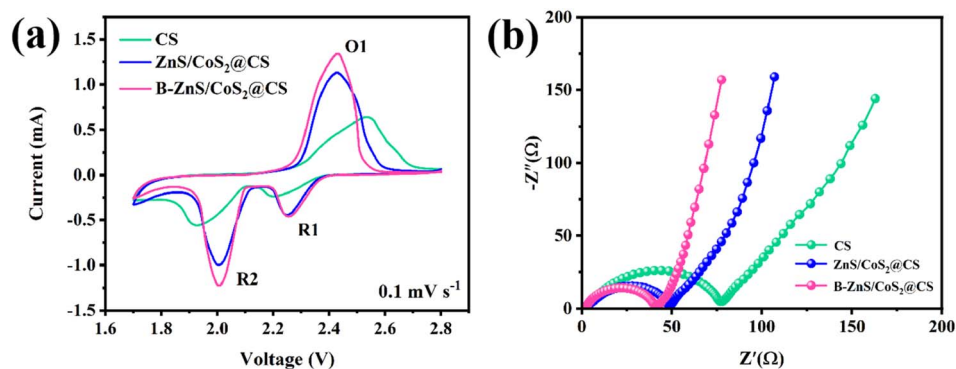 (a)
CS
ZnS/CoS₂@CS
B-ZnS/CoS₂@CS
O1
R1
R2
0.1 mV s⁻¹
1.5
1.0
0.5
0.0
-0.5
-1.0
-1.5
Current (mA)
1.6 1.8 2.0 2.2 2.4 2.6 2.8
Voltage (V)
(b)
200
150
100
50
0
-Z″(Ω)
CS
ZnS/CoS₂@CS
B-ZnS/CoS₂@CS
0 50 100 150 200
Z′(Ω)